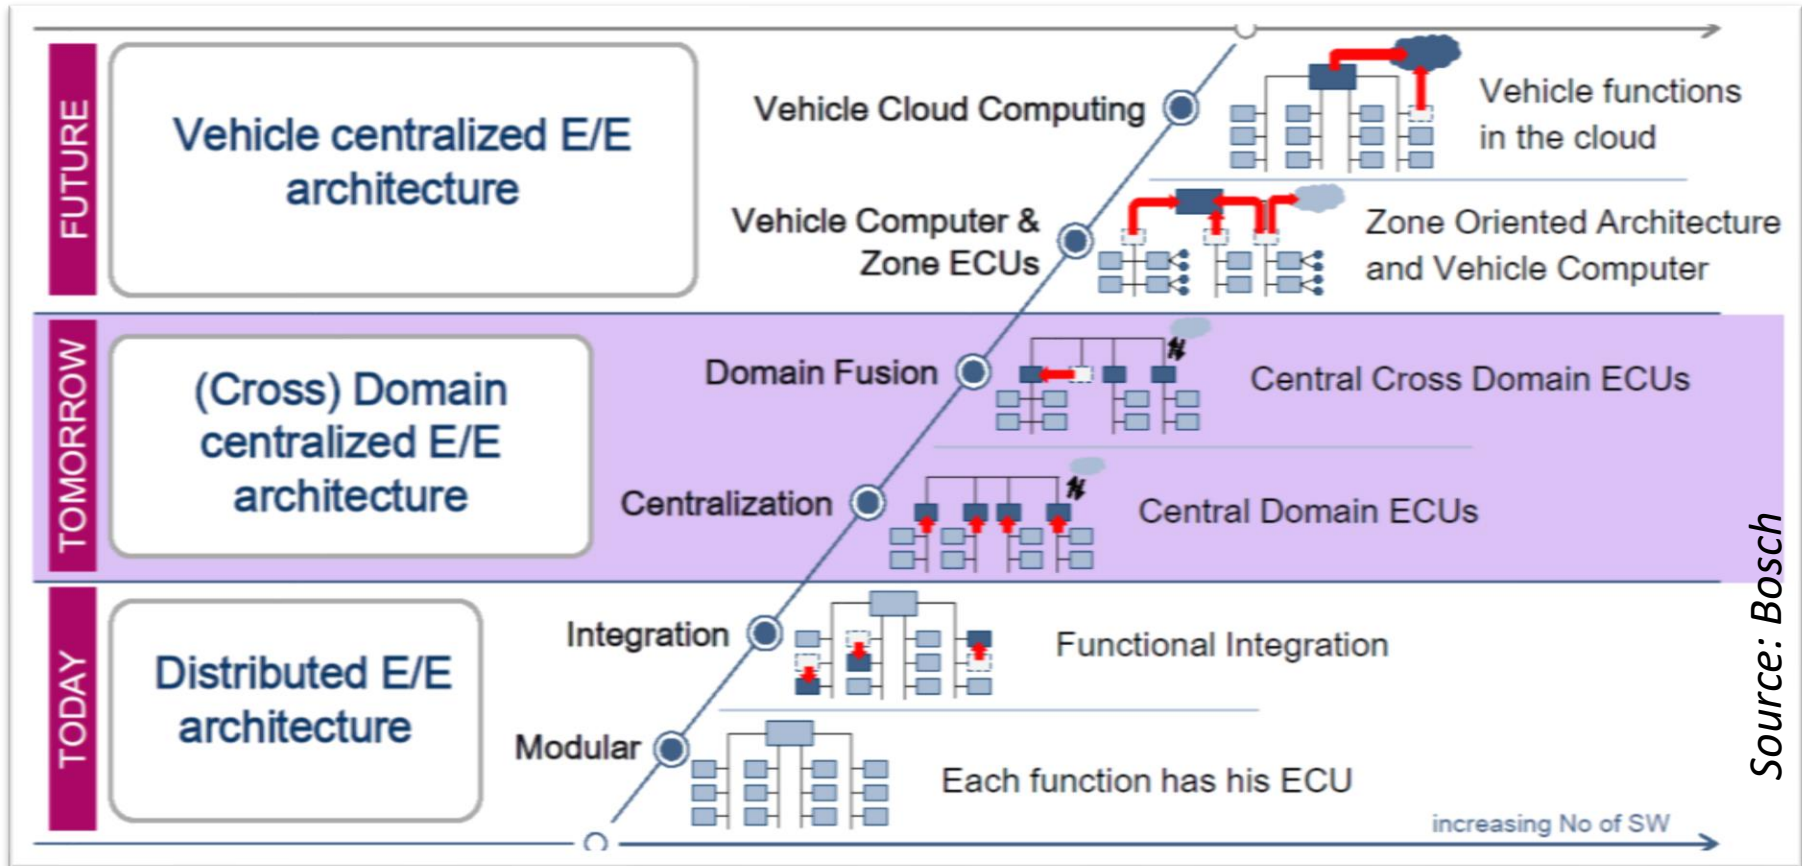 FUTURE
Vehicle centralized E/E
architecture
Vehicle Cloud Computing
Vehicle functions
in the cloud
Vehicle Computer &
Zone ECUs
Zone Oriented Architecture
and Vehicle Computer
TOMORROW
(Cross) Domain
centralized E/E
architecture
Domain Fusion
Central Cross Domain ECUs
Centralization
Central Domain ECUs
TODAY
Distributed E/E
architecture
Integration
Functional Integration
Modular
Each function has his ECU
increasing No of SW
Source: Bosch